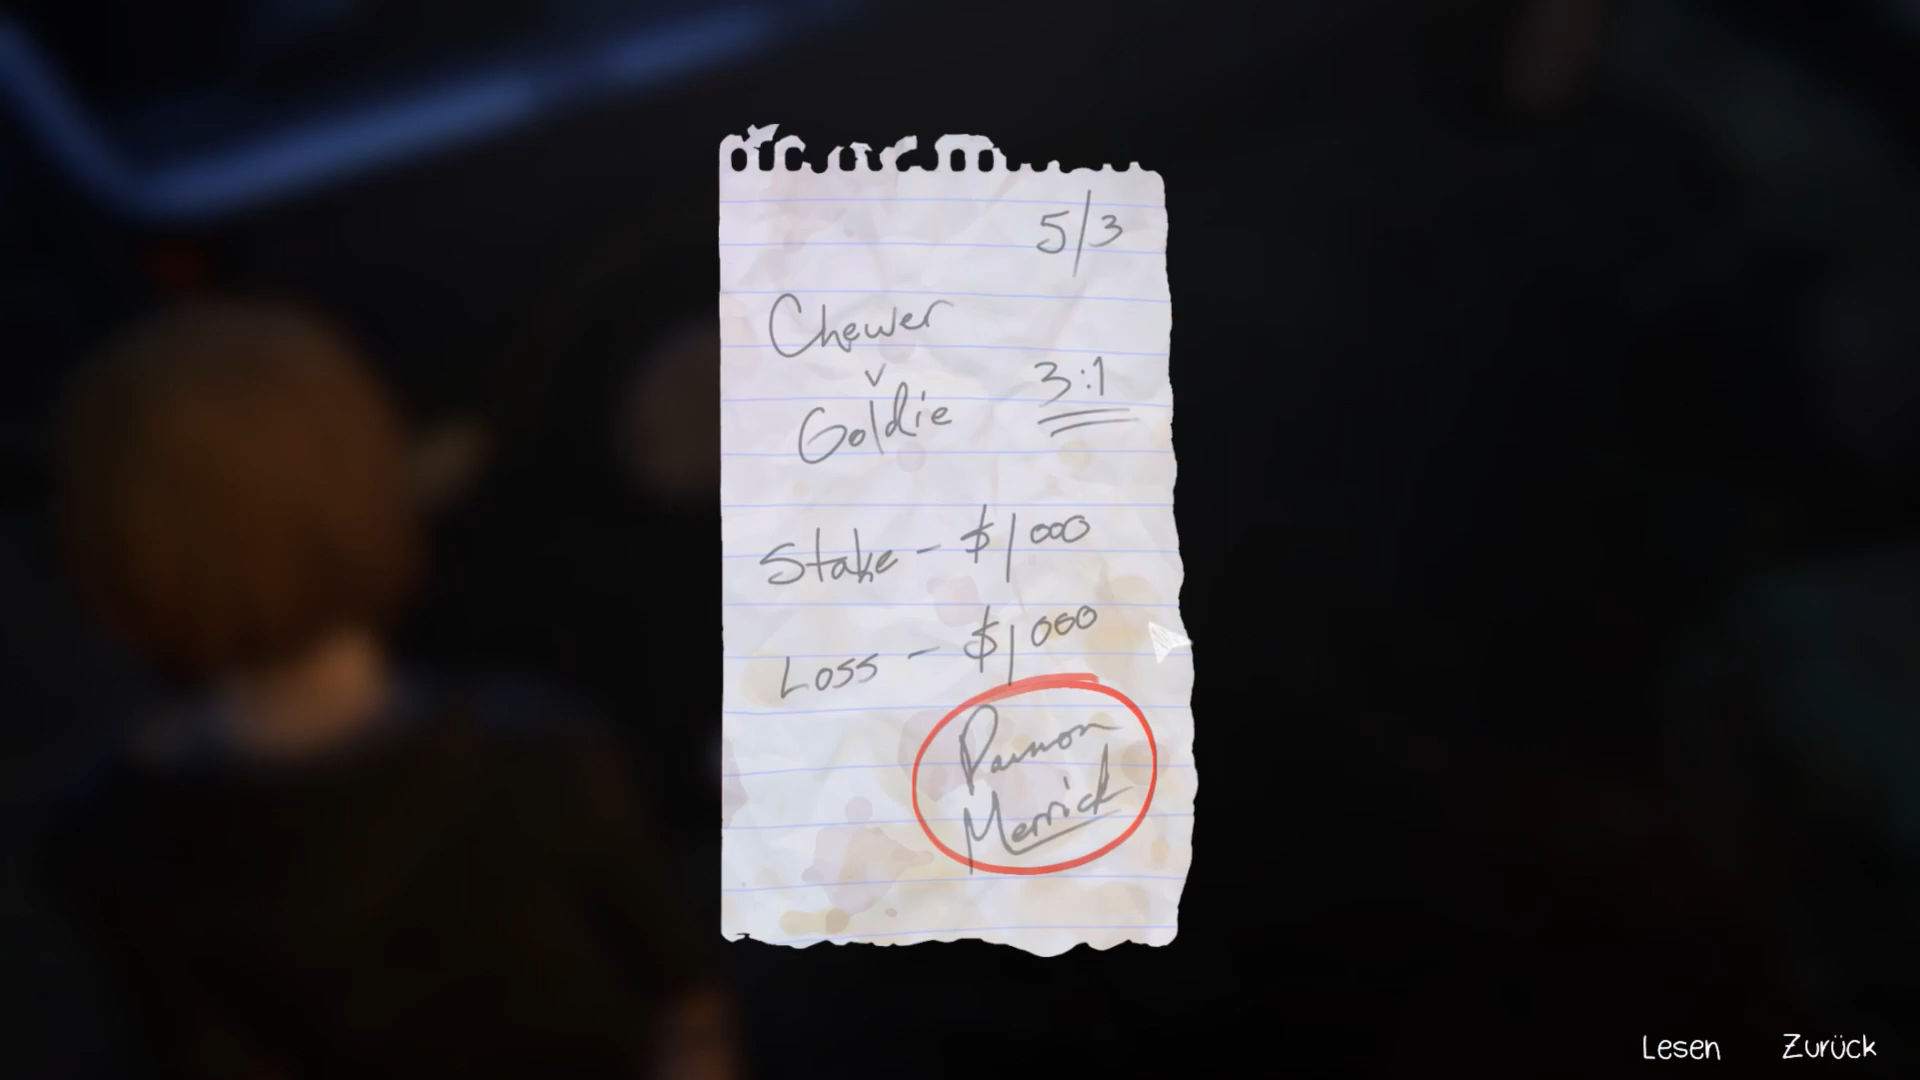 5/3
Chewer
v
Goldie 3:1
Stake - $1000
Loss - $1000
Damon
Merrick
Lesen Zurück